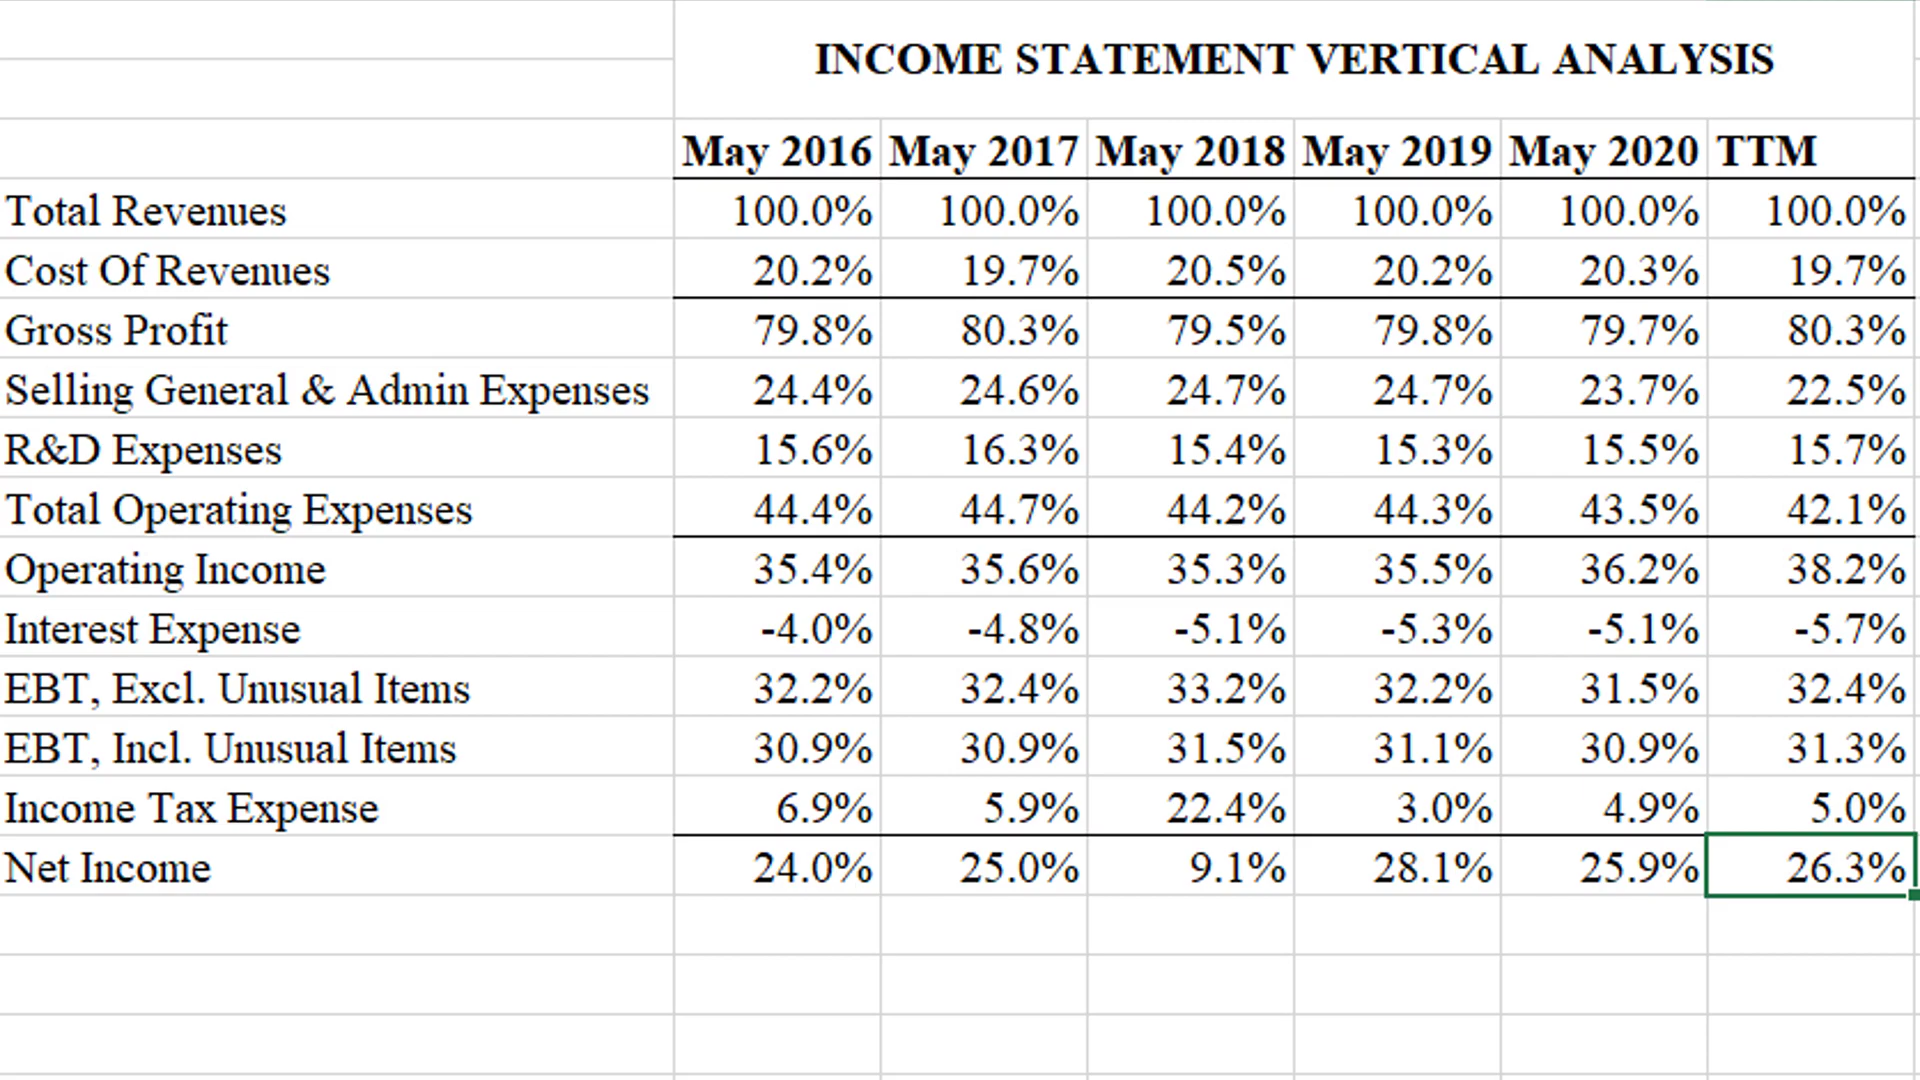 INCOME STATEMENT VERTICAL ANALYSIS
May 2016 May 2017 May 2018 May 2019 May 2020 TTM
Total Revenues 100.0% 100.0% 100.0% 100.0% 100.0% 100.0%
Cost Of Revenues 20.2% 19.7% 20.5% 20.2% 20.3% 19.7%
Gross Profit 79.8% 80.3% 79.5% 79.8% 79.7% 80.3%
Selling General & Admin Expenses 24.4% 24.6% 24.7% 24.7% 23.7% 22.5%
R&D Expenses 15.6% 16.3% 15.4% 15.3% 15.5% 15.7%
Total Operating Expenses 44.4% 44.7% 44.2% 44.3% 43.5% 42.1%
Operating Income 35.4% 35.6% 35.3% 35.5% 36.2% 38.2%
Interest Expense -4.0% -4.8% -5.1% -5.3% -5.1% -5.7%
EBT, Excl. Unusual Items 32.2% 32.4% 33.2% 32.2% 31.5% 32.4%
EBT, Incl. Unusual Items 30.9% 30.9% 31.5% 31.1% 30.9% 31.3%
Income Tax Expense 6.9% 5.9% 22.4% 3.0% 4.9% 5.0%
Net Income 24.0% 25.0% 9.1% 28.1% 25.9% 26.3%